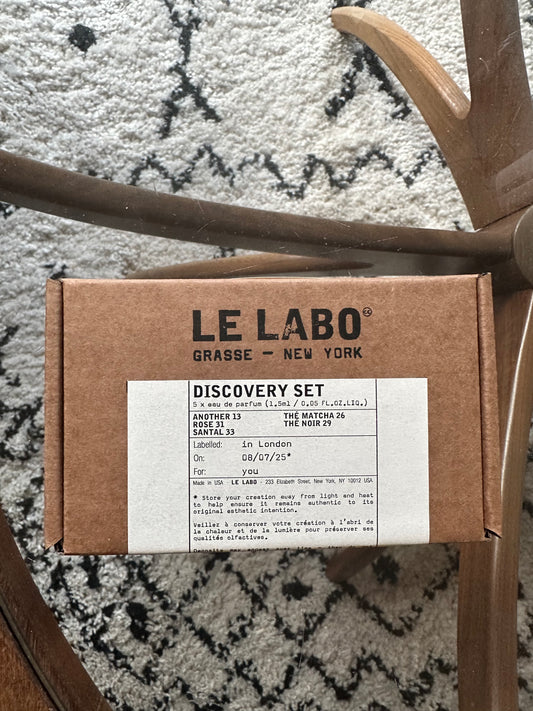 LE LABO
GRASSE – NEW YORK
DISCOVERY SET
5 x eau de parfum (1.5ml / 0.05 FL.OZ.LIQ.)
ANOTHER 13 THÉ MATCHA 26
ROSE 31 THÉ NOIR 29
SANTAL 33
Labelled: in London
On: 08/07/25*
For: you
Made in USA - LE LABO - 233 Elizabeth Street, New York, NY 10012 USA
* Store your creation away from light and heat
to help ensure it remains authentic to its
original esthetic intention.
Veillez à conserver votre création à l'abri de
la chaleur et de la lumière pour préserver ses
qualités olfactives.